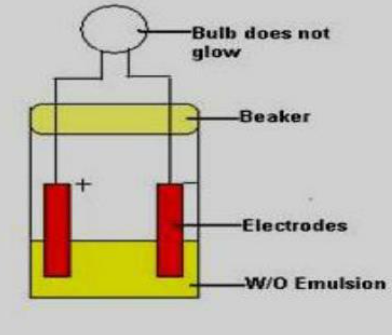 Bulb does not
glow
Beaker
+
-
Electrodes
W/O Emulsion